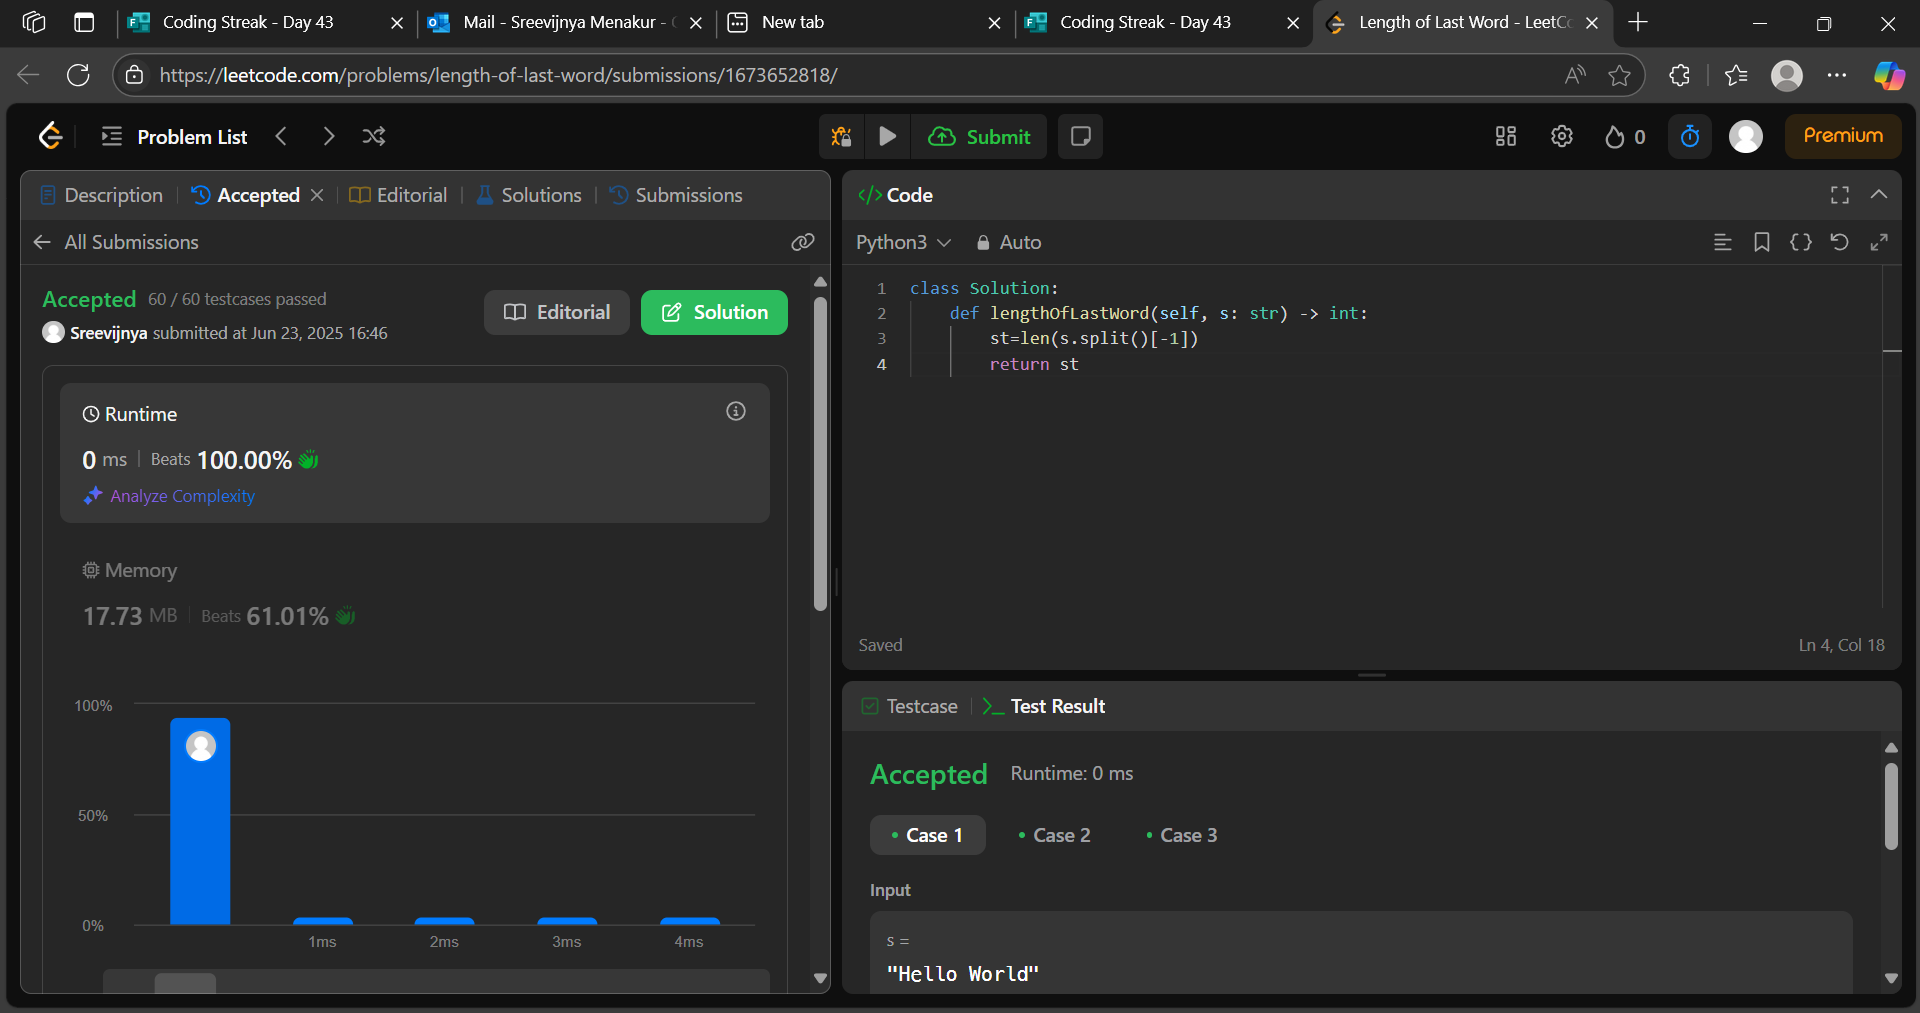 Coding Streak - Day 43
Mail - Sreevijnya Menakur -
New tab
Coding Streak - Day 43
Length of Last Word - LeetC
https://leetcode.com/problems/length-of-last-word/submissions/1673652818/
Problem List
Submit
0
Premium
Description
Accepted
Editorial
Solutions
Submissions
All Submissions
Accepted 60 / 60 testcases passed
Sreevijnya submitted at Jun 23, 2025 16:46
Editorial
Solution
Runtime
0 ms Beats 100.00%
Analyze Complexity
Memory
17.73 MB Beats 61.01%
100%
50%
0%
1ms 2ms 3ms 4ms
</> Code
Python3 Auto
1 class Solution:
2 def lengthOfLastWord(self, s: str) -> int:
3 st=len(s.split()[-1])
4 return st
Saved Ln 4, Col 18
Testcase >_ Test Result
Accepted Runtime: 0 ms
Case 1 Case 2 Case 3
Input
s =
"Hello World"